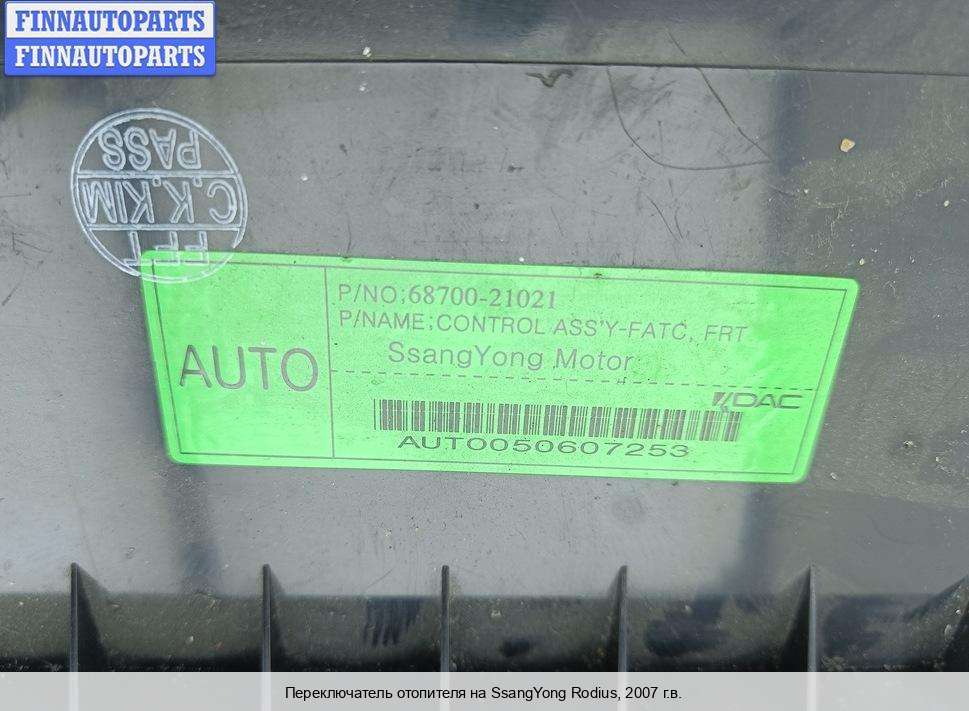 FINNAUTOPARTS
FINNAUTOPARTS
PASS
C.K.KIM
P/NO:68700-21021
P/NAME:CONTROL ASS'Y-FATC, FRT
SsangYong Motor
AUTO
DAC
AUTO050607253
Переключатель отопителя на SsangYong Rodius, 2007 г.в.